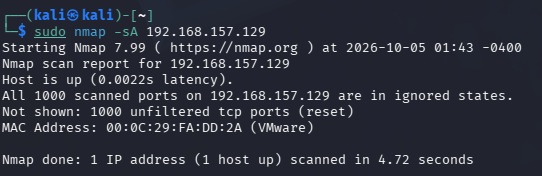 ┌──(kali㉿kali)-[~]
└─$ sudo nmap -sA 192.168.157.129
Starting Nmap 7.99 ( https://nmap.org ) at 2026-10-05 01:43 -0400
Nmap scan report for 192.168.157.129
Host is up (0.0022s latency).
All 1000 scanned ports on 192.168.157.129 are in ignored states.
Not shown: 1000 unfiltered tcp ports (reset)
MAC Address: 00:0C:29:FA:DD:2A (VMware)
Nmap done: 1 IP address (1 host up) scanned in 4.72 seconds